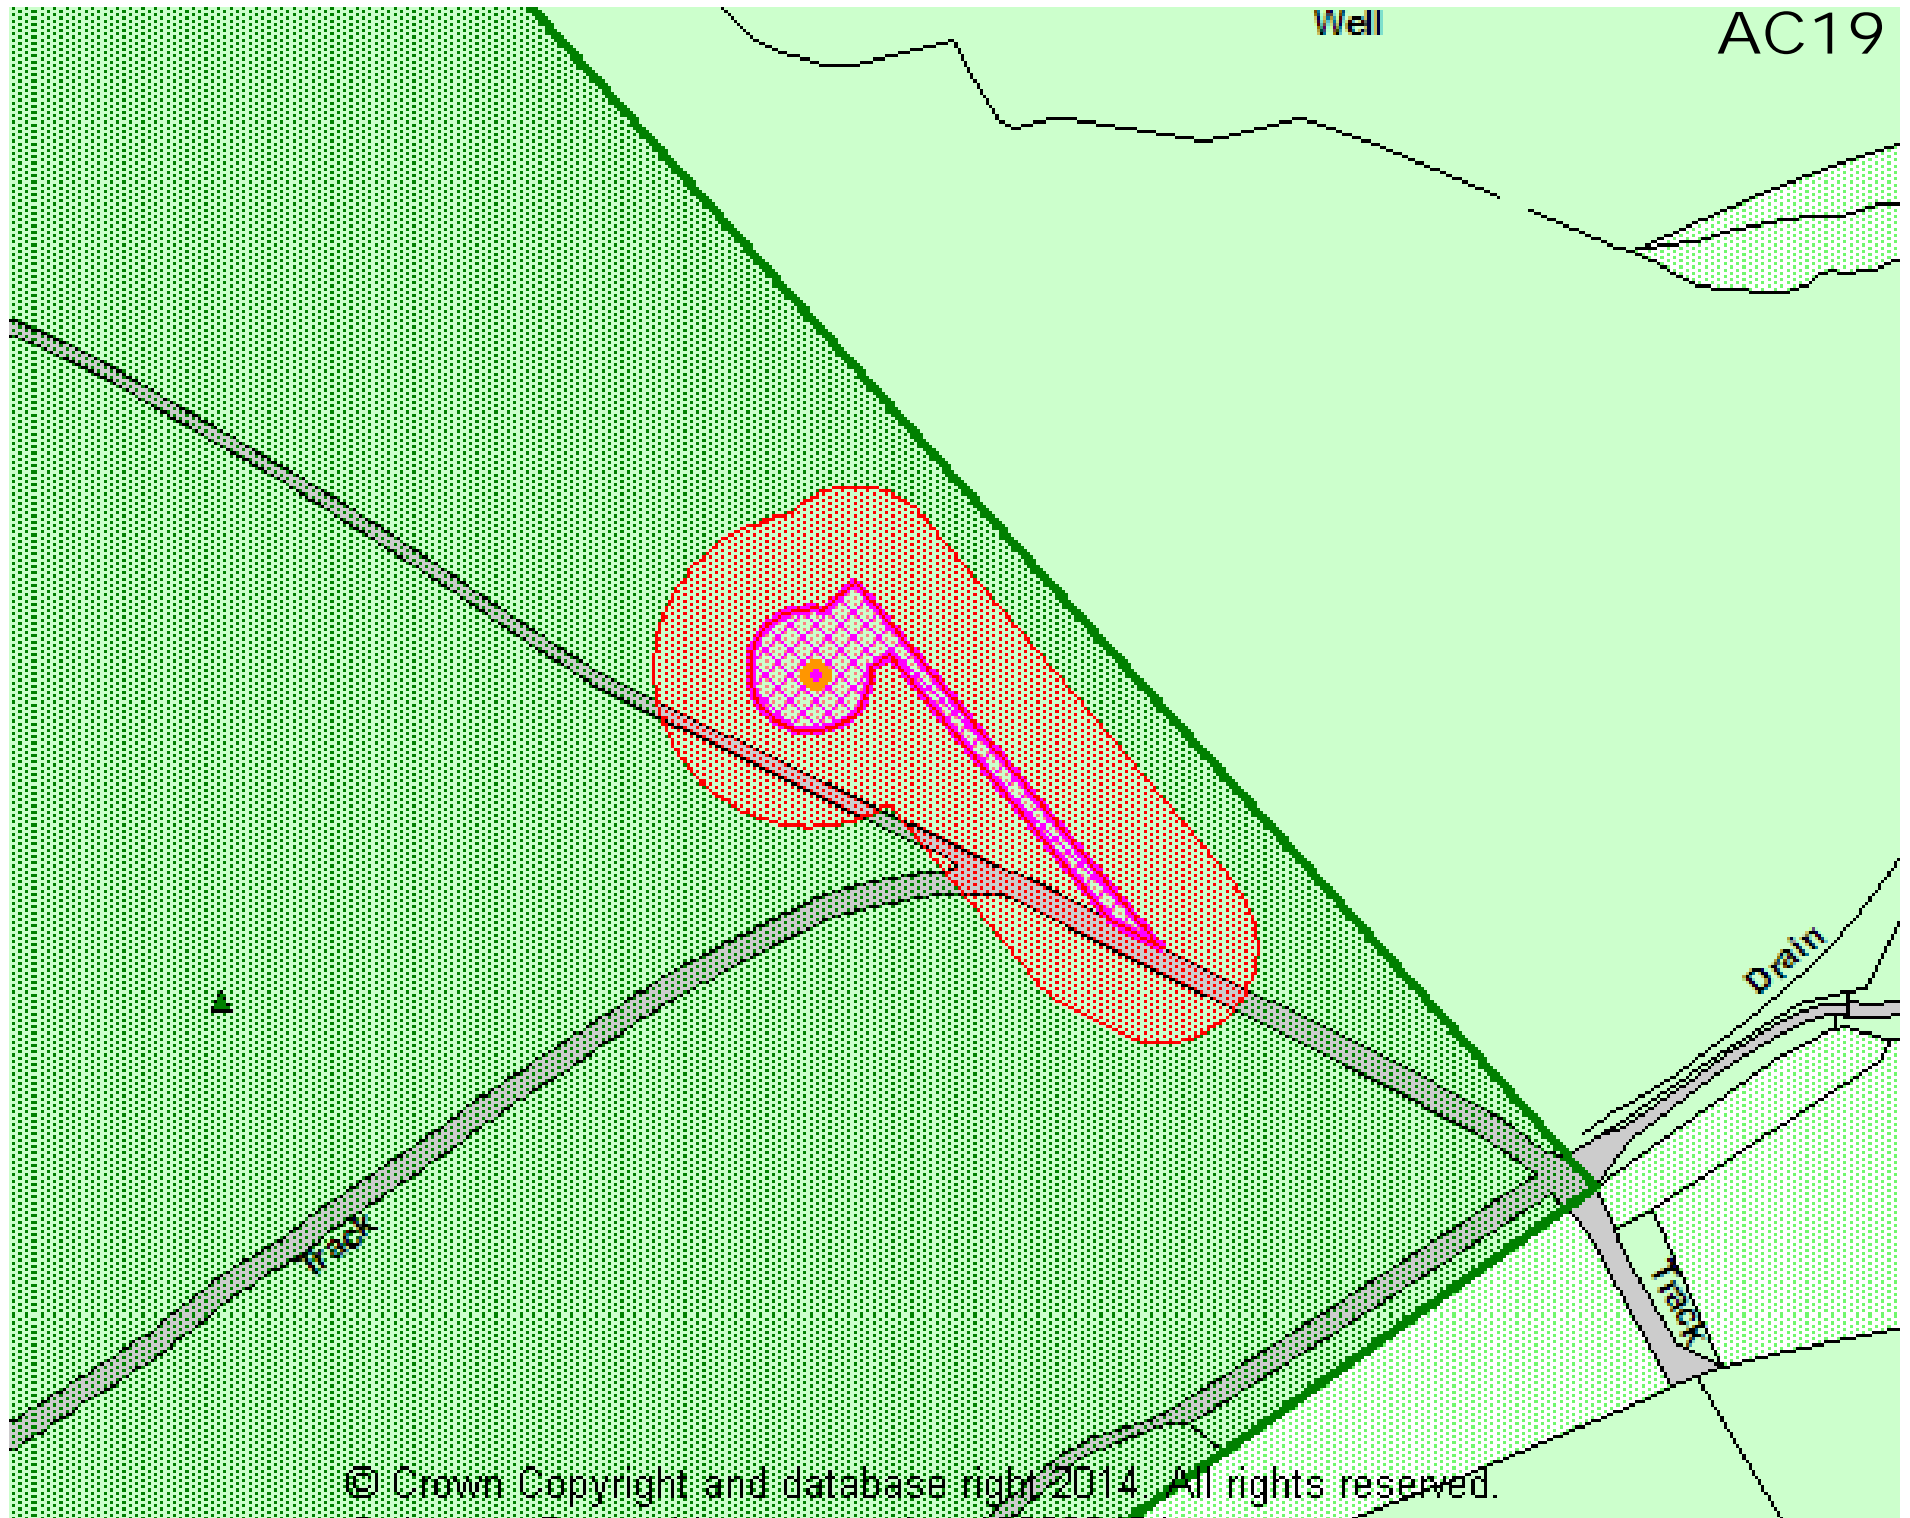 Well
AC19
Drain
Track
Track
© Crown Copyright and database right 2014. All rights reserved.